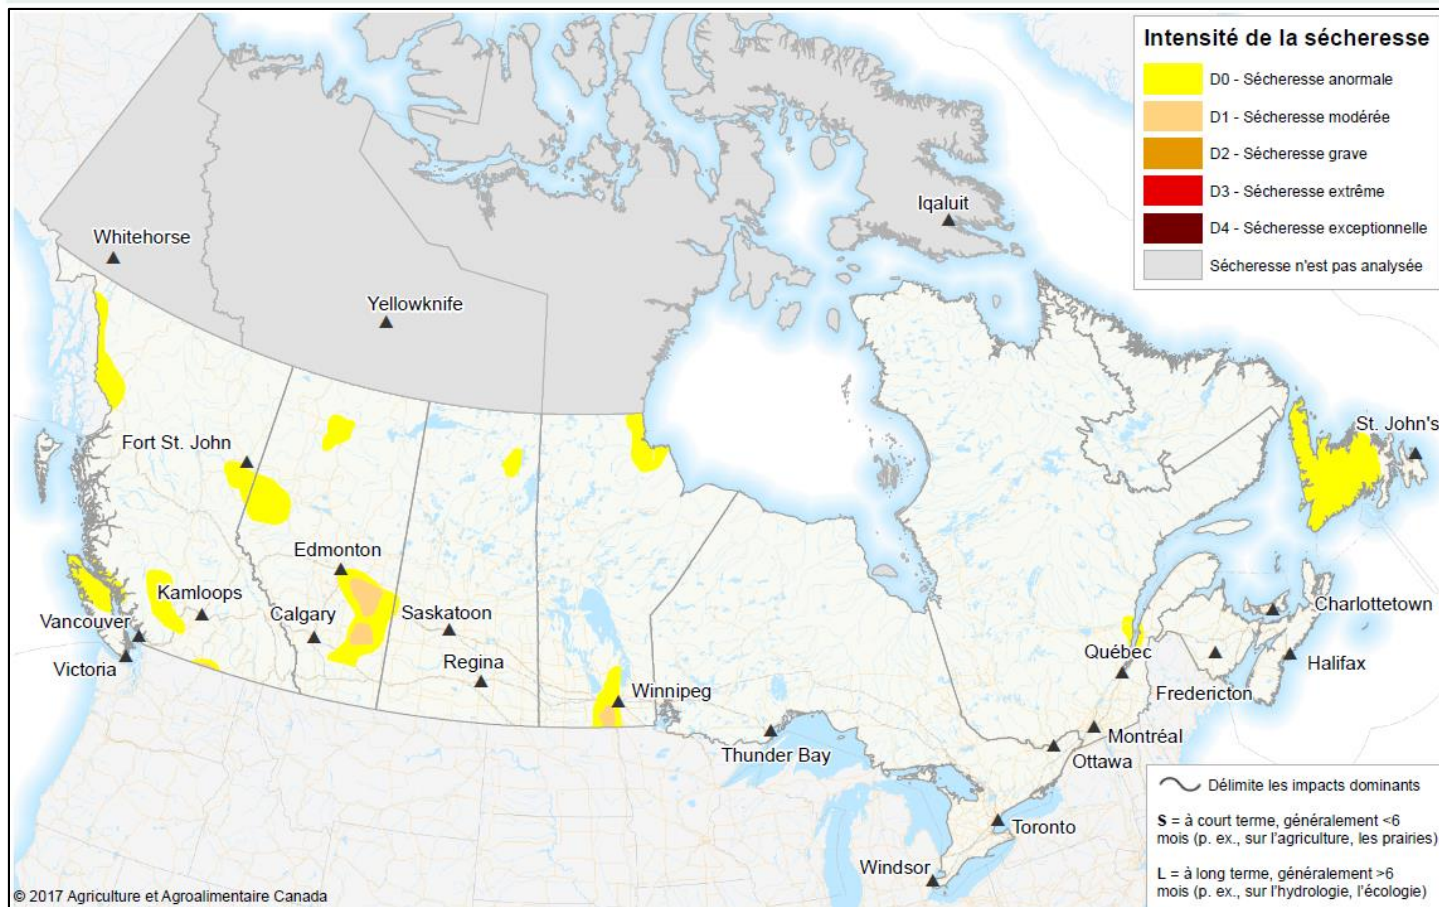 Intensité de la sécheresse
D0 - Sécheresse anormale
D1 - Sécheresse modérée
D2 - Sécheresse grave
D3 - Sécheresse extrême
D4 - Sécheresse exceptionnelle
Sécheresse n'est pas analysée
Iqaluit
Whitehorse
Yellowknife
St. John's
Fort St. John
Edmonton
Kamloops
Calgary
Saskatoon
Vancouver
Charlottetown
Victoria
Regina
Québec
Halifax
Winnipeg
Fredericton
Thunder Bay
Montréal
Ottawa
Toronto
Windsor
Délimite les impacts dominants
S = à court terme, généralement <6
mois (p. ex., sur l'agriculture, les prairies)
L = à long terme, généralement >6
mois (p. ex., sur l'hydrologie, l'écologie)
© 2017 Agriculture et Agroalimentaire Canada